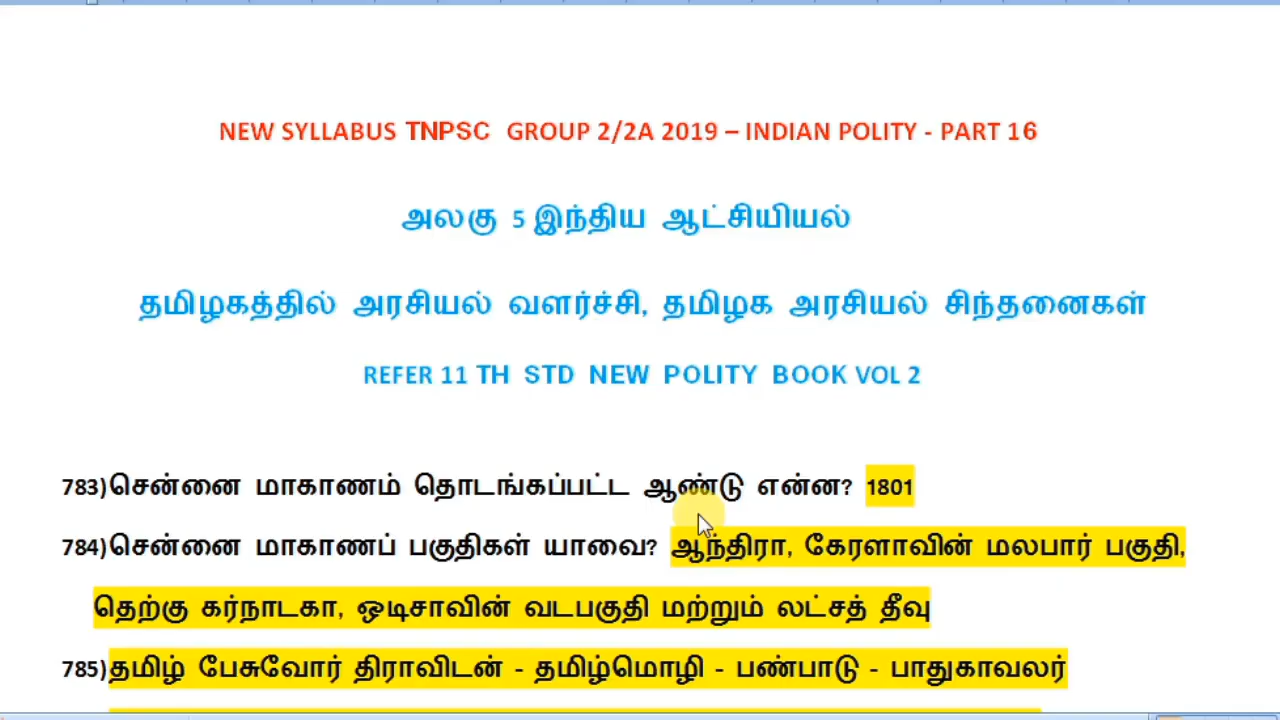 NEW SYLLABUS TNPSC GROUP 2/2A 2019 – INDIAN POLITY - PART 16
அலகு 5 இந்திய ஆட்சியியல்
தமிழகத்தில் அரசியல் வளர்ச்சி, தமிழக அரசியல் சிந்தனைகள்
REFER 11 TH STD NEW POLITY BOOK VOL 2
783)சென்னை மாகாணம் தொடங்கப்பட்ட ஆண்டு என்ன? 1801
784)சென்னை மாகாணப் பகுதிகள் யாவை? ஆந்திரா, கேரளாவின் மலபார் பகுதி,
தெற்கு கர்நாடகா, ஒடிசாவின் வடபகுதி மற்றும் லட்சத் தீவு
785)தமிழ் பேசுவோர் திராவிடன் - தமிழ்மொழி - பண்பாடு - பாதுகாவலர்